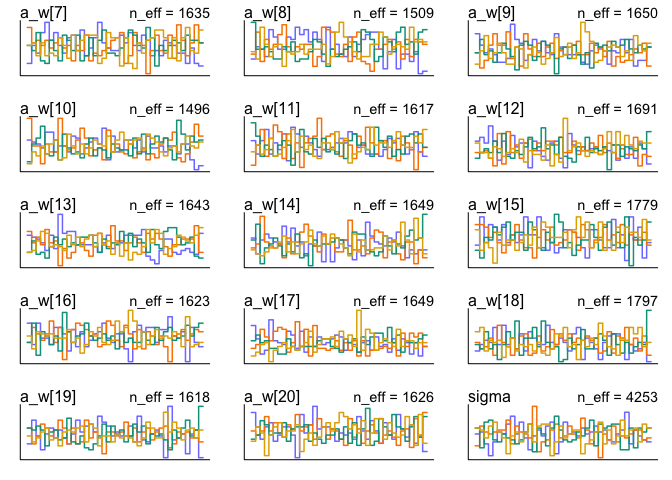 a_w[7] n_eff = 1635 a_w[8] n_eff = 1509 a_w[9] n_eff = 1650
a_w[10] n_eff = 1496 a_w[11] n_eff = 1617 a_w[12] n_eff = 1691
a_w[13] n_eff = 1643 a_w[14] n_eff = 1649 a_w[15] n_eff = 1779
a_w[16] n_eff = 1623 a_w[17] n_eff = 1649 a_w[18] n_eff = 1797
a_w[19] n_eff = 1618 a_w[20] n_eff = 1626 sigma n_eff = 4253